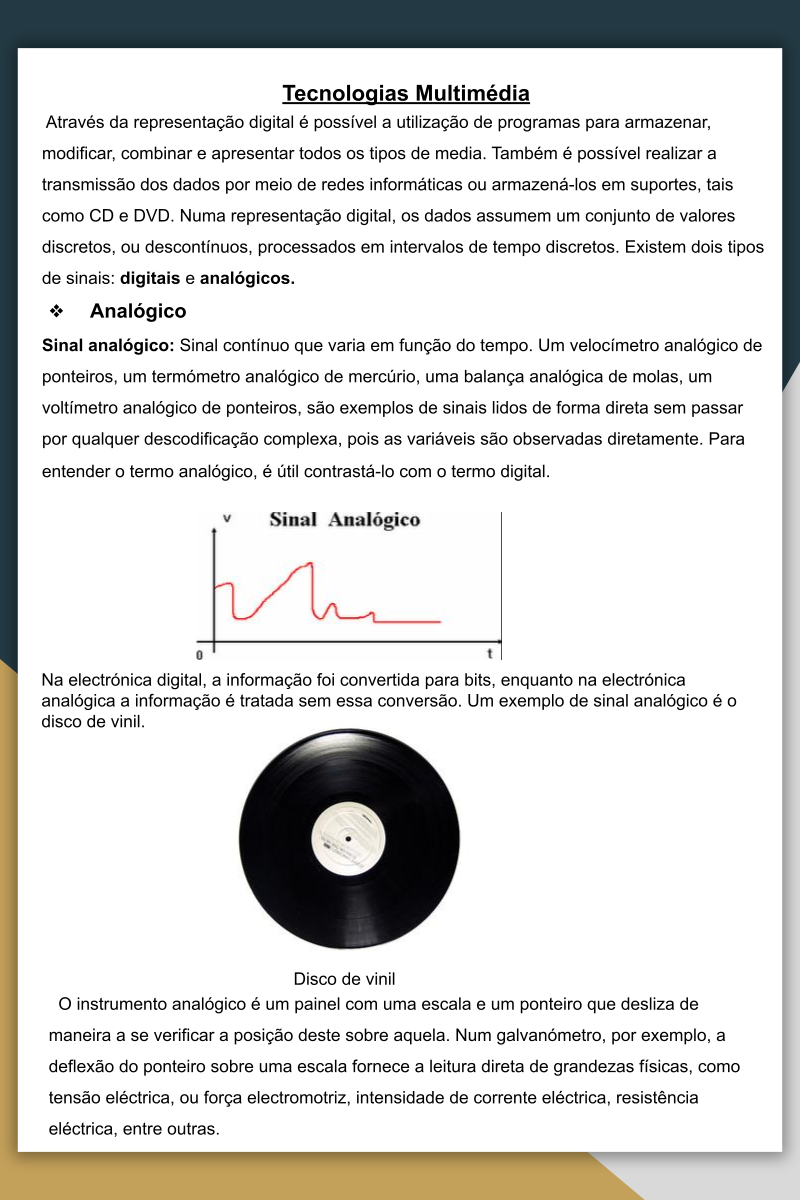 Tecnologias Multimédia
Através da representação digital é possível a utilização de programas para armazenar,
modificar, combinar e apresentar todos os tipos de media. Também é possível realizar a
transmissão dos dados por meio de redes informáticas ou armazená-los em suportes, tais
como CD e DVD. Numa representação digital, os dados assumem um conjunto de valores
discretos, ou descontínuos, processados em intervalos de tempo discretos. Existem dois tipos
de sinais: digitais e analógicos.
❖ Analógico
Sinal analógico: Sinal contínuo que varia em função do tempo. Um velocímetro analógico de
ponteiros, um termómetro analógico de mercúrio, uma balança analógica de molas, um
voltímetro analógico de ponteiros, são exemplos de sinais lidos de forma direta sem passar
por qualquer descodificação complexa, pois as variáveis são observadas diretamente. Para
entender o termo analógico, é útil contrastá-lo com o termo digital.
v Sinal Analógico
0 t
Na electrónica digital, a informação foi convertida para bits, enquanto na electrónica
analógica a informação é tratada sem essa conversão. Um exemplo de sinal analógico é o
disco de vinil.
Disco de vinil
O instrumento analógico é um painel com uma escala e um ponteiro que desliza de
maneira a se verificar a posição deste sobre aquela. Num galvanómetro, por exemplo, a
deflexão do ponteiro sobre uma escala fornece a leitura direta de grandezas físicas, como
tensão eléctrica, ou força electromotriz, intensidade de corrente eléctrica, resistência
eléctrica, entre outras.